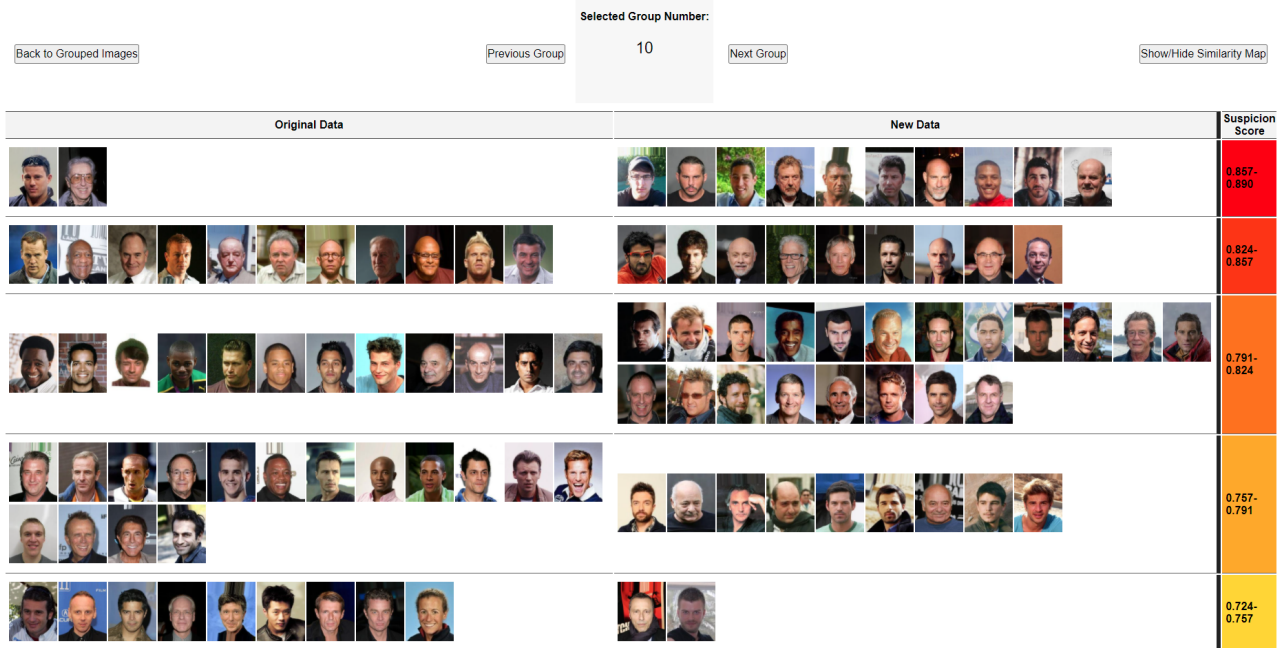 Selected Group Number:
Back to Grouped Images
Previous Group
10
Next Group
Show/Hide Similarity Map
Original Data
New Data
Suspicion
Score
0.857-
0.890
0.824-
0.857
0.791-
0.824
0.757-
0.791
0.724-
0.757